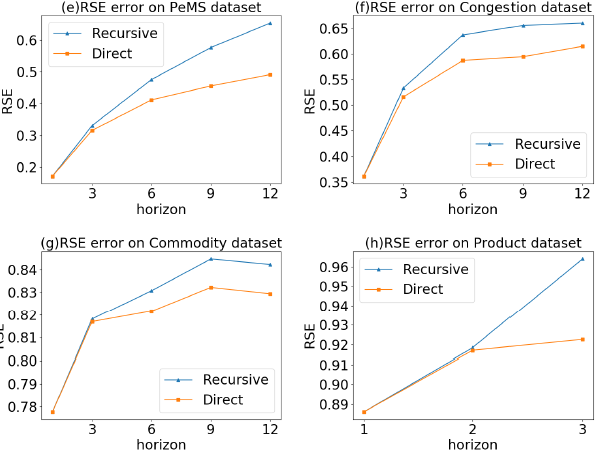 (e)RSE error on PeMS dataset
0.6
0.5
0.4
0.3
0.2
RSE
Recursive
Direct
3 6 9 12
horizon
(f)RSE error on Congestion dataset
0.65
0.60
0.55
0.50
0.45
0.40
0.35
RSE
Recursive
Direct
3 6 9 12
horizon
(g)RSE error on Commodity dataset
0.84
0.83
0.82
0.81
0.80
0.79
0.78
RSE
Recursive
Direct
3 6 9 12
horizon
(h)RSE error on Product dataset
0.96
0.95
0.94
0.93
0.92
0.91
0.90
0.89
RSE
Recursive
Direct
1 2 3
horizon